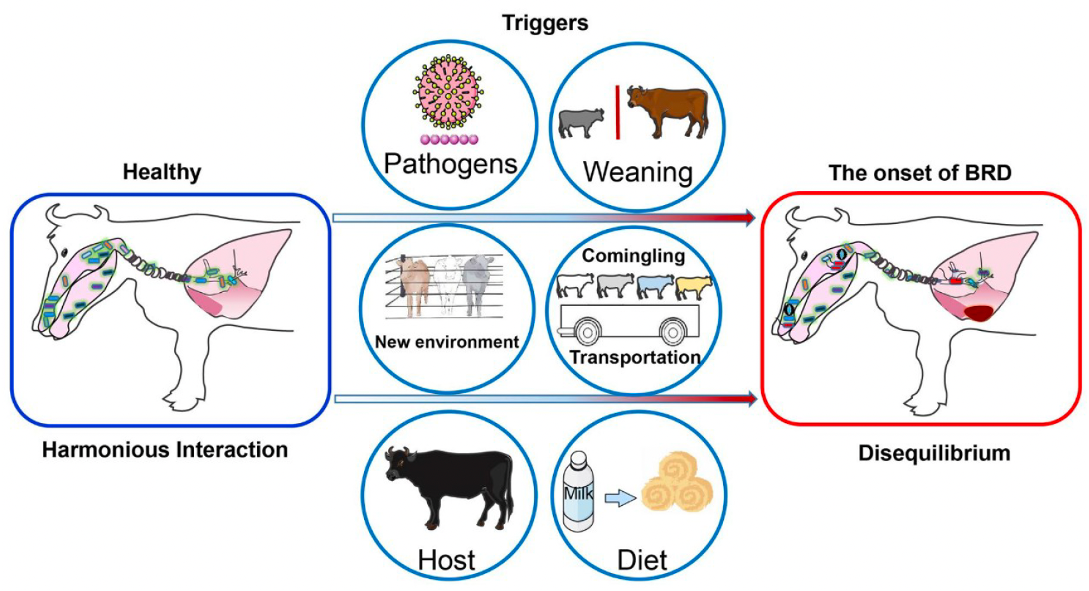 Triggers
Pathogens
Weaning
Healthy
The onset of BRD
New environment
Comingling
Transportation
Harmonious Interaction
Disequilibrium
Host
Milk
Diet